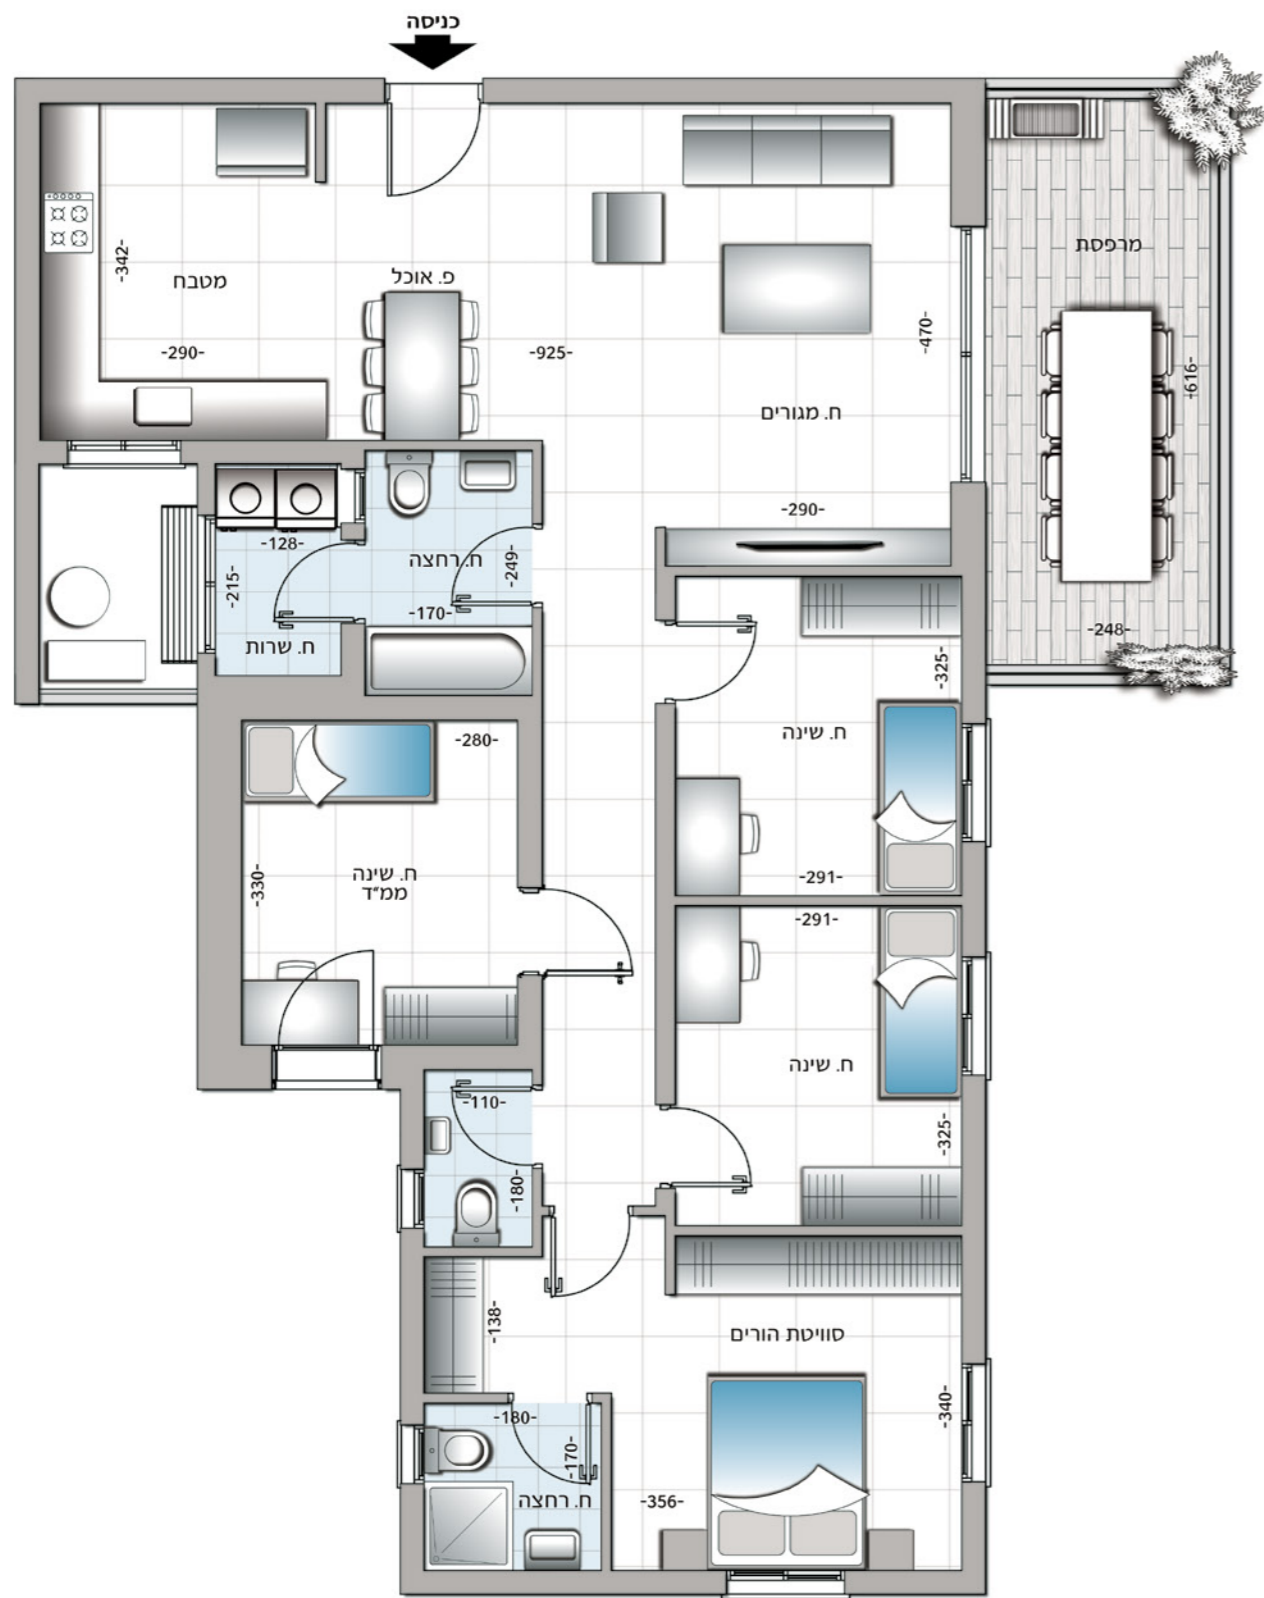 כניסה
מרפסת
-342-
מטבח
פ. אוכל
-290-
-925-
-470-
-616-
ח. מגורים
-290-
-128-
ח. רחצה
-249-
-215-
-170-
ח. שרות
-248-
-325-
-280-
ח. שינה
-330-
ח. שינה
ממ״ד
-291-
-291-
ח. שינה
-110-
-325-
-180-
-138-
סוויטת הורים
-340-
-180-
-170-
ח. רחצה
-356-